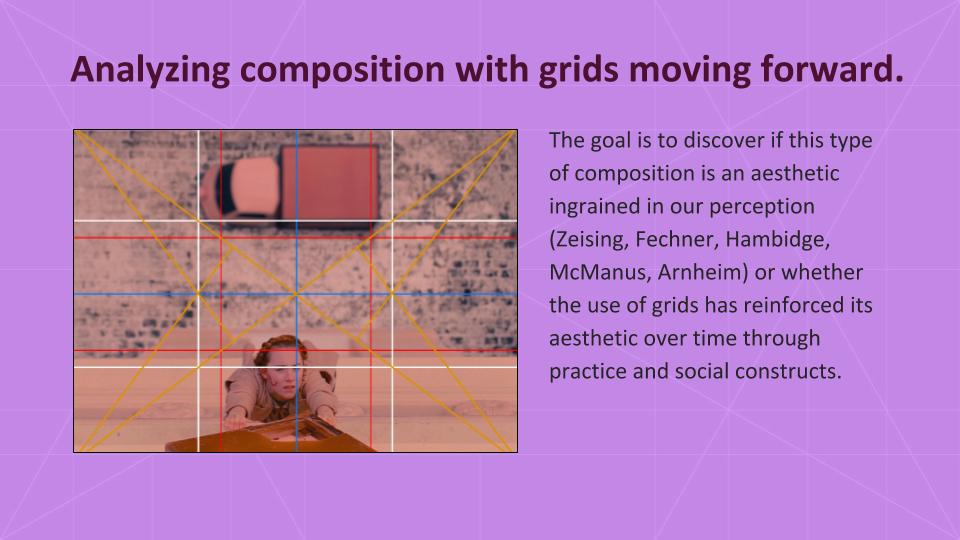 Analyzing composition with grids moving forward.
The goal is to discover if this type
of composition is an aesthetic
ingrained in our perception
(Zeising, Fechner, Hambidge,
McManus, Arnheim) or whether
the use of grids has reinforced its
aesthetic over time through
practice and social constructs.